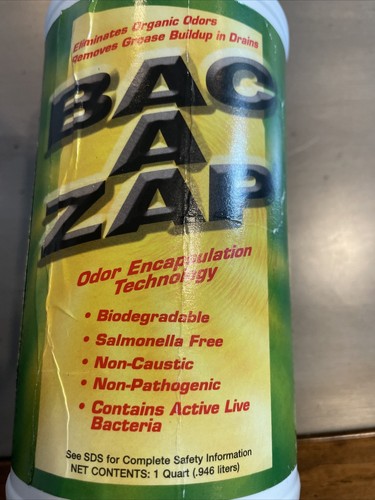 Eliminates Organic Odors
Removes Grease Buildup in Drains
BAC
A
ZAP
Odor Encapsulation
Technology
• Biodegradable
• Salmonella Free
• Non-Caustic
• Non-Pathogenic
• Contains Active Live
Bacteria
See SDS for Complete Safety Information
NET CONTENTS: 1 Quart (.946 liters)